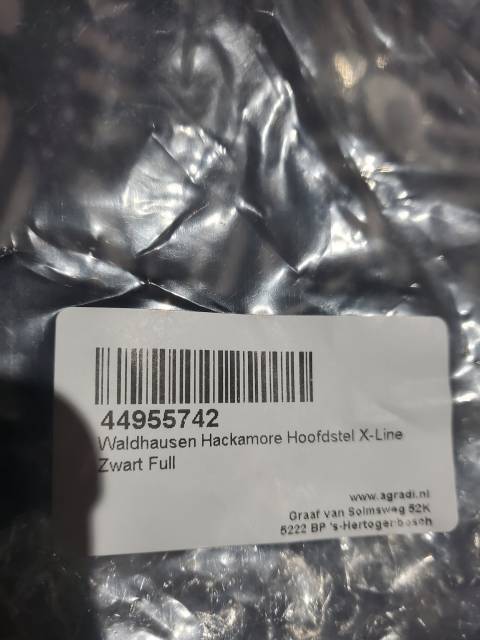 44955742
Waldhausen Hackamore Hoofdstel X-Line
Zwart Full
www.agradi.nl
Graaf van Solmsweg 52K
5222 BP 's-Hertogenbosch